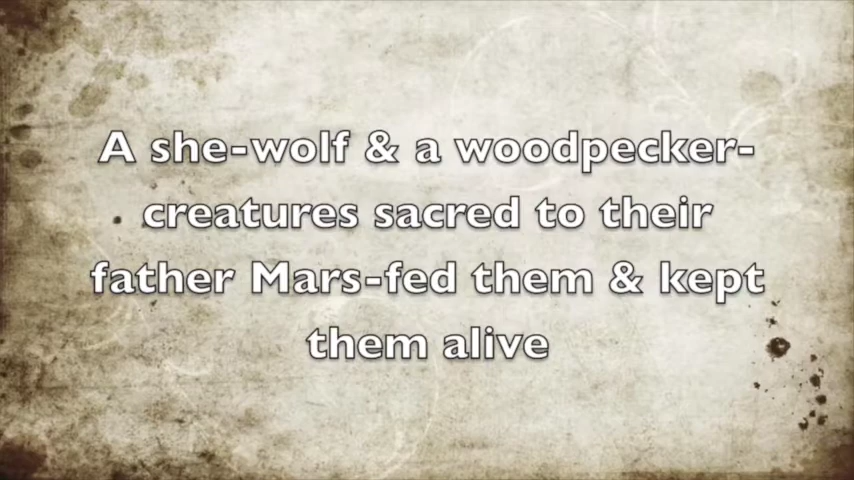 A she-wolf & a woodpecker-
creatures sacred to their
father Mars-fed them & kept
them alive